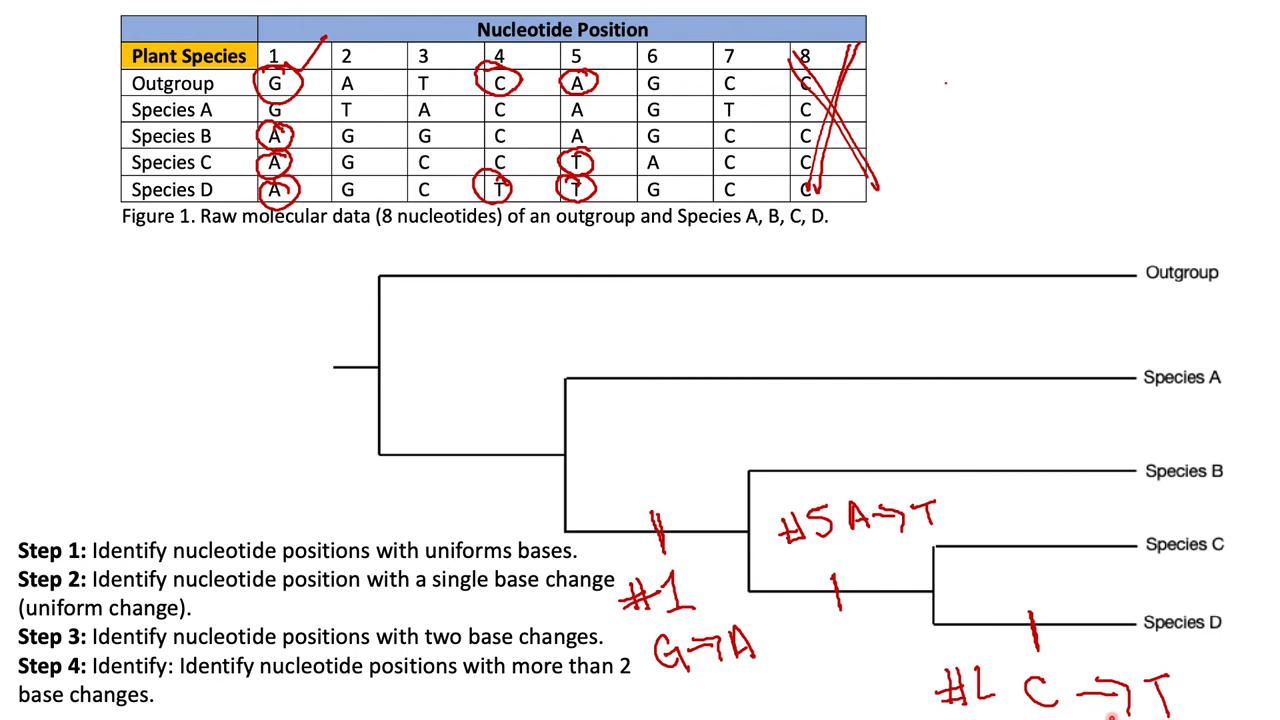 Nucleotide Position
Plant Species 1 2 3 4 5 6 7 8
Outgroup G A T C A G C C
Species A G T A C A G T C
Species B A G G C A G C C
Species C A G C C T A C C
Species D A G C T T G C C
Figure 1. Raw molecular data (8 nucleotides) of an outgroup and Species A, B, C, D.
Outgroup
Species A
Species B
#5 A→T
Species C
Species D
Step 1: Identify nucleotide positions with uniforms bases.
Step 2: Identify nucleotide position with a single base change
(uniform change).
Step 3: Identify nucleotide positions with two base changes.
Step 4: Identify: Identify nucleotide positions with more than 2
base changes.
#1
G→A
C → T